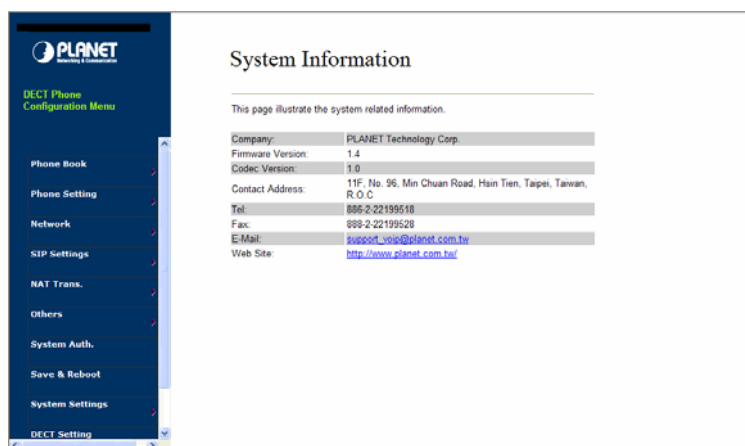 PLANET
Networking & Communication
DECT Phone
Configuration Menu
Phone Book
Phone Setting
Network
SIP Settings
NAT Trans.
Others
System Auth.
Save & Reboot
System Settings
DECT Setting
System Information
This page illustrate the system related information.
Company: PLANET Technology Corp.
Firmware Version: 1.4
Codec Version: 1.0
Contact Address: 11F, No. 96, Min Chuan Road, Hsin Tien, Taipei, Taiwan,
R.O.C
Tel: 886-2-22199518
Fax: 888-2-22199528
E-Mail: support_voip@planet.com.tw
Web Site: http://www.planet.com.tw/